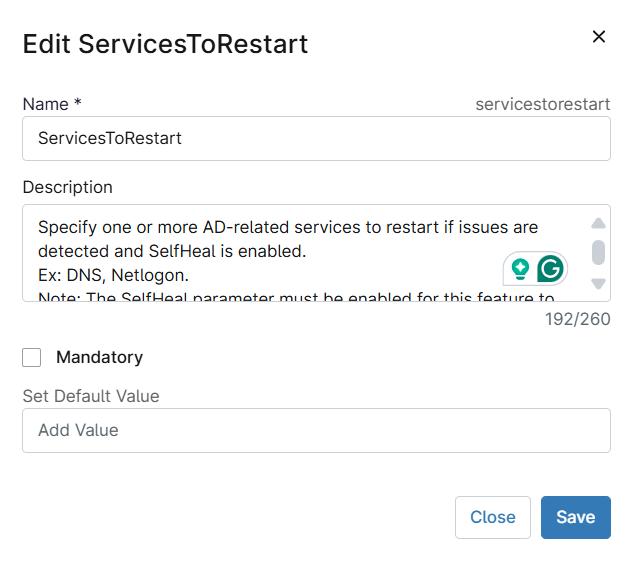 Edit ServicesToRestart
Name *
servicestorestart
ServicesToRestart
Description
Specify one or more AD-related services to restart if issues are
detected and SelfHeal is enabled.
Ex: DNS, Netlogon.
Note: The SelfHeal parameter must be enabled for this feature to
192/260
Mandatory
Set Default Value
Add Value
Close
Save